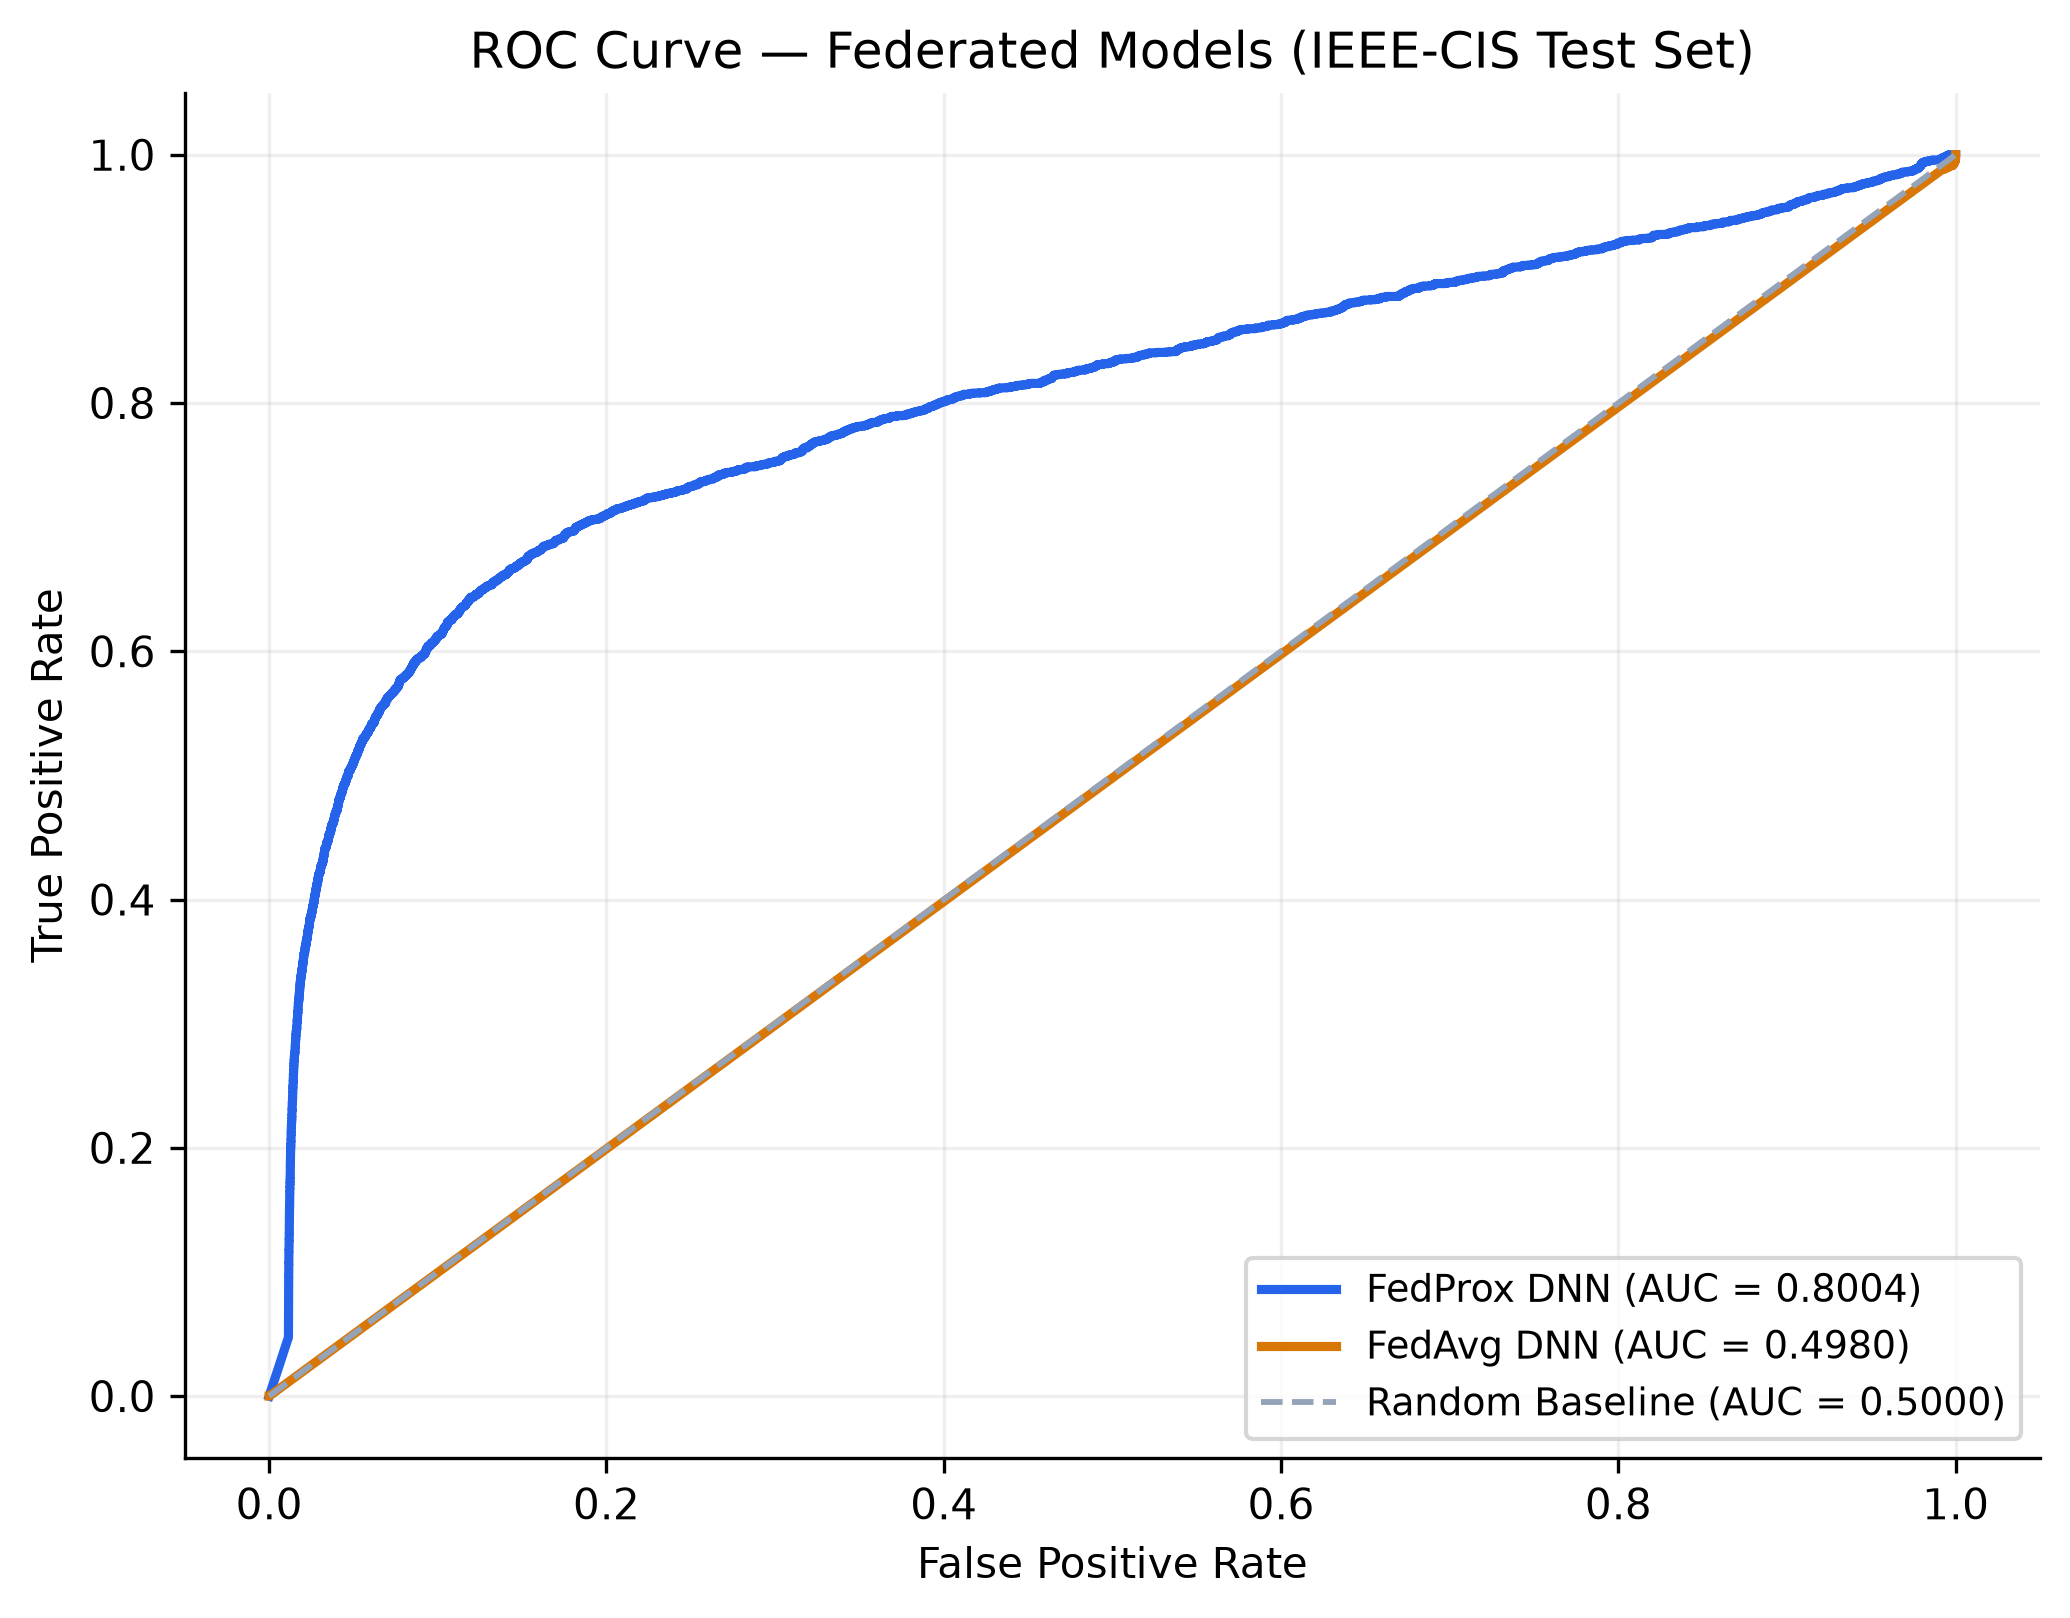 ROC Curve — Federated Models (IEEE-CIS Test Set)
True Positive Rate
1.0
0.8
0.6
0.4
0.2
0.0
FedProx DNN (AUC = 0.8004)
FedAvg DNN (AUC = 0.4980)
Random Baseline (AUC = 0.5000)
0.0 0.2 0.4 0.6 0.8 1.0
False Positive Rate